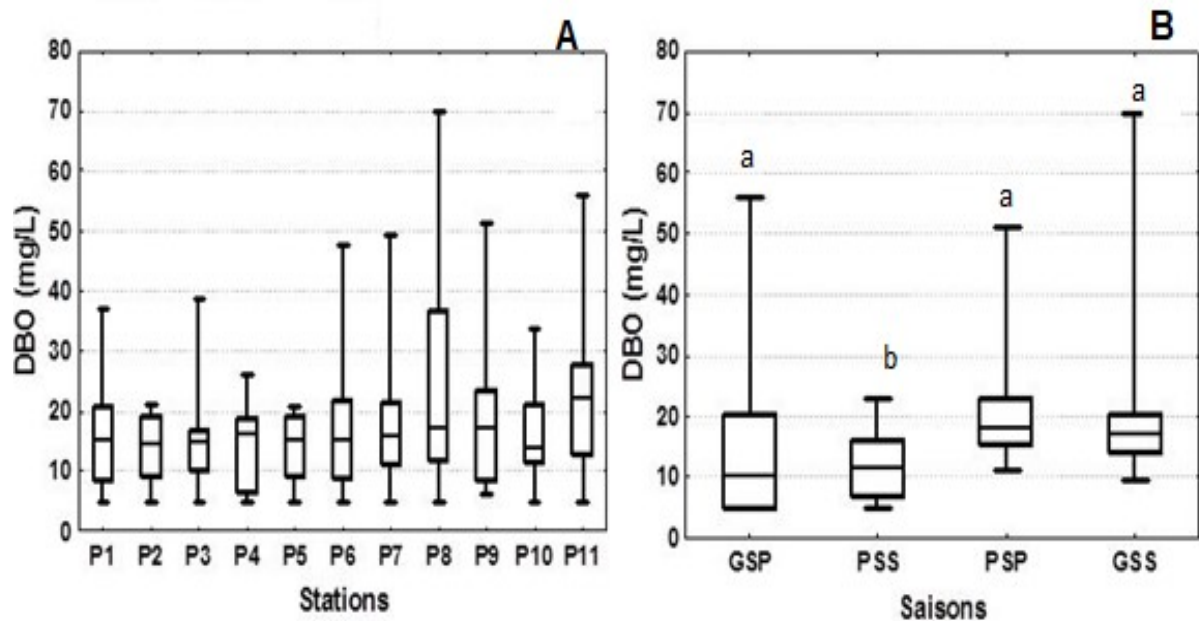 A
DBO (mg/L)
80
70
60
50
40
30
20
10
0
P1 P2 P3 P4 P5 P6 P7 P8 P9 P10 P11
Stations
B
DBO (mg/L)
80
70
60
50
40
30
20
10
0
a
b
a
a
GSP PSS PSP GSS
Saisons